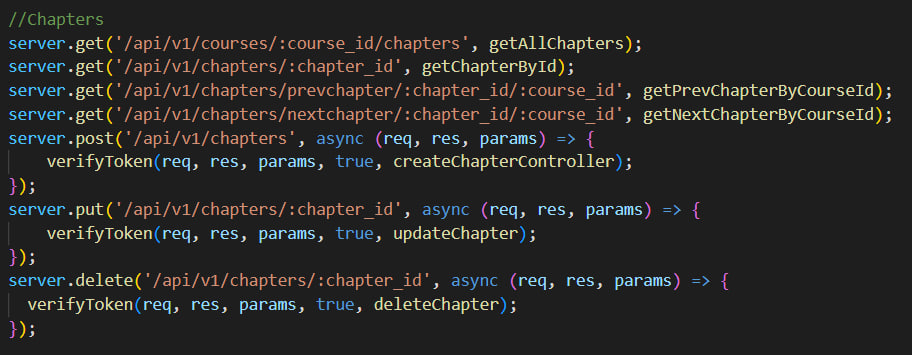 //Chapters
server.get('/api/v1/courses/:course_id/chapters', getAllChapters);
server.get('/api/v1/chapters/:chapter_id', getChapterById);
server.get('/api/v1/chapters/prevchapter/:chapter_id/:course_id', getPrevChapterByCourseId);
server.get('/api/v1/chapters/nextchapter/:chapter_id/:course_id', getNextChapterByCourseId);
server.post('/api/v1/chapters', async (req, res, params) => {
    verifyToken(req, res, params, true, createChapterController);
});
server.put('/api/v1/chapters/:chapter_id', async (req, res, params) => {
    verifyToken(req, res, params, true, updateChapter);
});
server.delete('/api/v1/chapters/:chapter_id', async (req, res, params) => {
  verifyToken(req, res, params, true, deleteChapter);
});